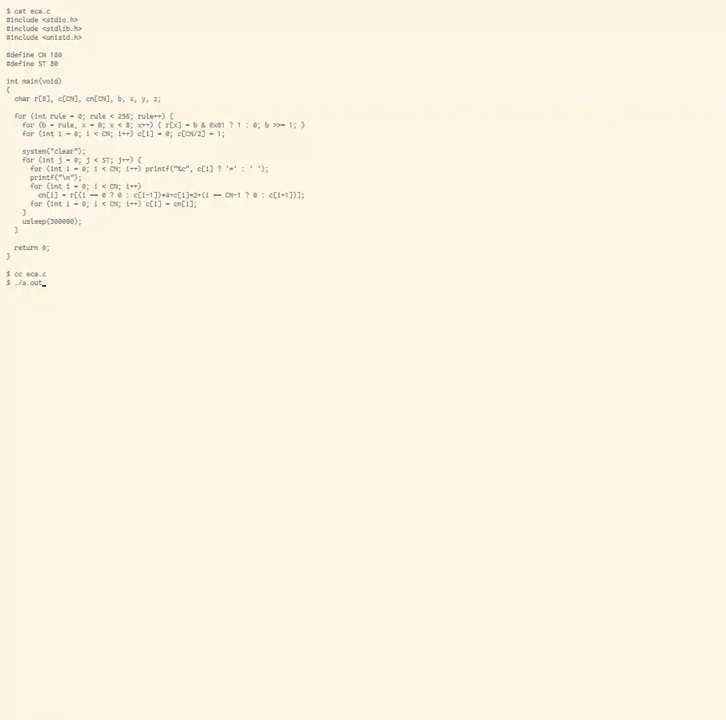 $ cat eca.c
#include <stdio.h>
#include <stdlib.h>
#include <unistd.h>
#define CN 180
#define ST 80
int main(void)
{
char r[8], c[CN], cn[CN], b, x, y, z;
for (int rule = 0; rule < 256; rule++) {
for (b = rule, x = 0; x < 8; x++) { r[x] = b & 0x01 ? 1 : 0; b >>= 1; }
for (int i = 0; i < CN; i++) c[i] = 0; c[CN/2] = 1;
system("clear");
for (int j = 0; j < ST; j++) {
for (int i = 0; i < CN; i++) printf("%c", c[i] ? '*' : ' ');
printf("\n");
for (int i = 0; i < CN; i++)
cn[i] = r[(i == 0 ? 0 : c[i-1])*4+c[i]*2+(i == CN-1 ? 0 : c[i+1])];
for (int i = 0; i < CN; i++) c[i] = cn[i];
}
usleep(300000);
}
return 0;
}
$ cc eca.c
$ ./a.out